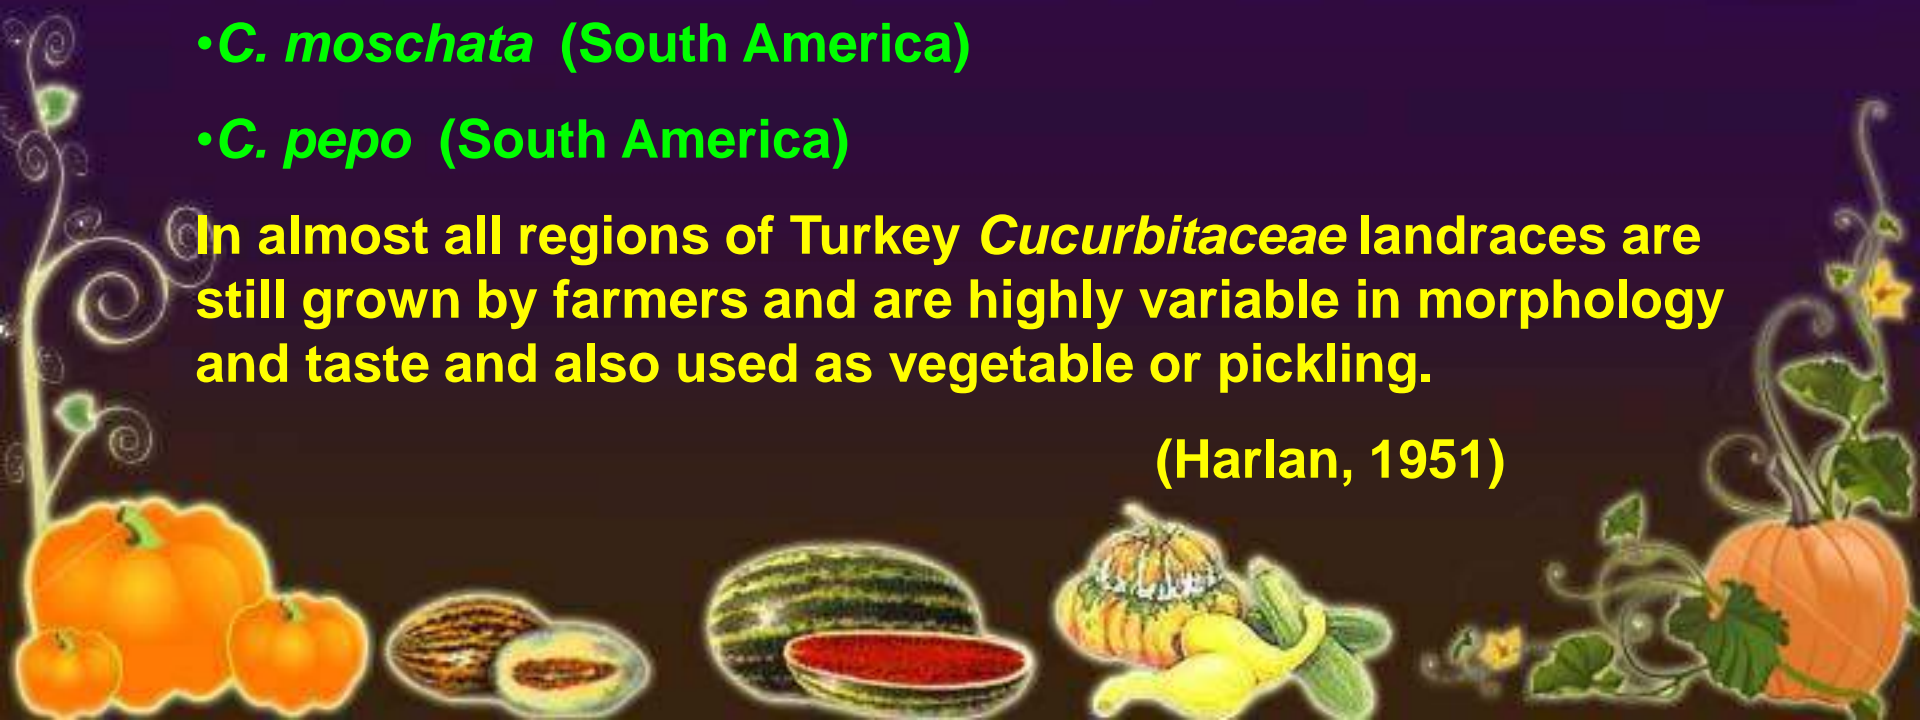 •C. moschata (South America)
•C. pepo (South America)
In almost all regions of Turkey Cucurbitaceae landraces are
still grown by farmers and are highly variable in morphology
and taste and also used as vegetable or pickling.
(Harlan, 1951)